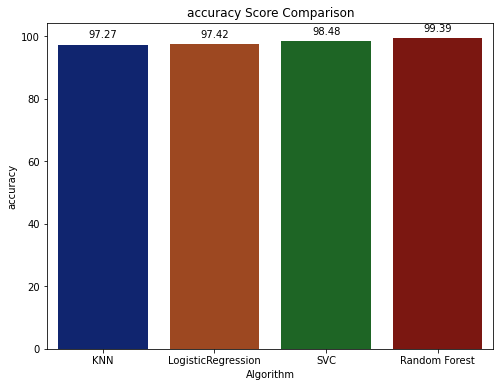 accuracy Score Comparison
97.27
97.42
98.48
99.39
100
80
60
40
20
0
accuracy
KNN
LogisticRegression
SVC
Random Forest
Algorithm